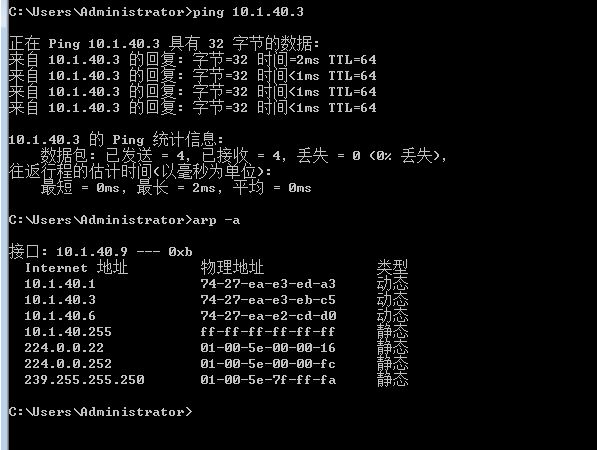 C:\Users\Administrator>ping 10.1.40.3
正在 Ping 10.1.40.3 具有 32 字节的数据:
来自 10.1.40.3 的回复: 字节=32 时间=2ms TTL=64
来自 10.1.40.3 的回复: 字节=32 时间<1ms TTL=64
来自 10.1.40.3 的回复: 字节=32 时间<1ms TTL=64
来自 10.1.40.3 的回复: 字节=32 时间<1ms TTL=64
10.1.40.3 的 Ping 统计信息:
数据包: 已发送 = 4, 已接收 = 4, 丢失 = 0 (0% 丢失),
往返行程的估计时间(以毫秒为单位):
最短 = 0ms, 最长 = 2ms, 平均 = 0ms
C:\Users\Administrator>arp -a
接口: 10.1.40.9 --- 0xb
Internet 地址 物理地址 类型
10.1.40.1 74-27-ea-e3-ed-a3 动态
10.1.40.3 74-27-ea-e3-eb-c5 动态
10.1.40.6 74-27-ea-e2-cd-d0 动态
10.1.40.255 ff-ff-ff-ff-ff-ff 静态
224.0.0.22 01-00-5e-00-00-16 静态
224.0.0.252 01-00-5e-00-00-fc 静态
239.255.255.250 01-00-5e-7f-ff-fa 静态
C:\Users\Administrator>